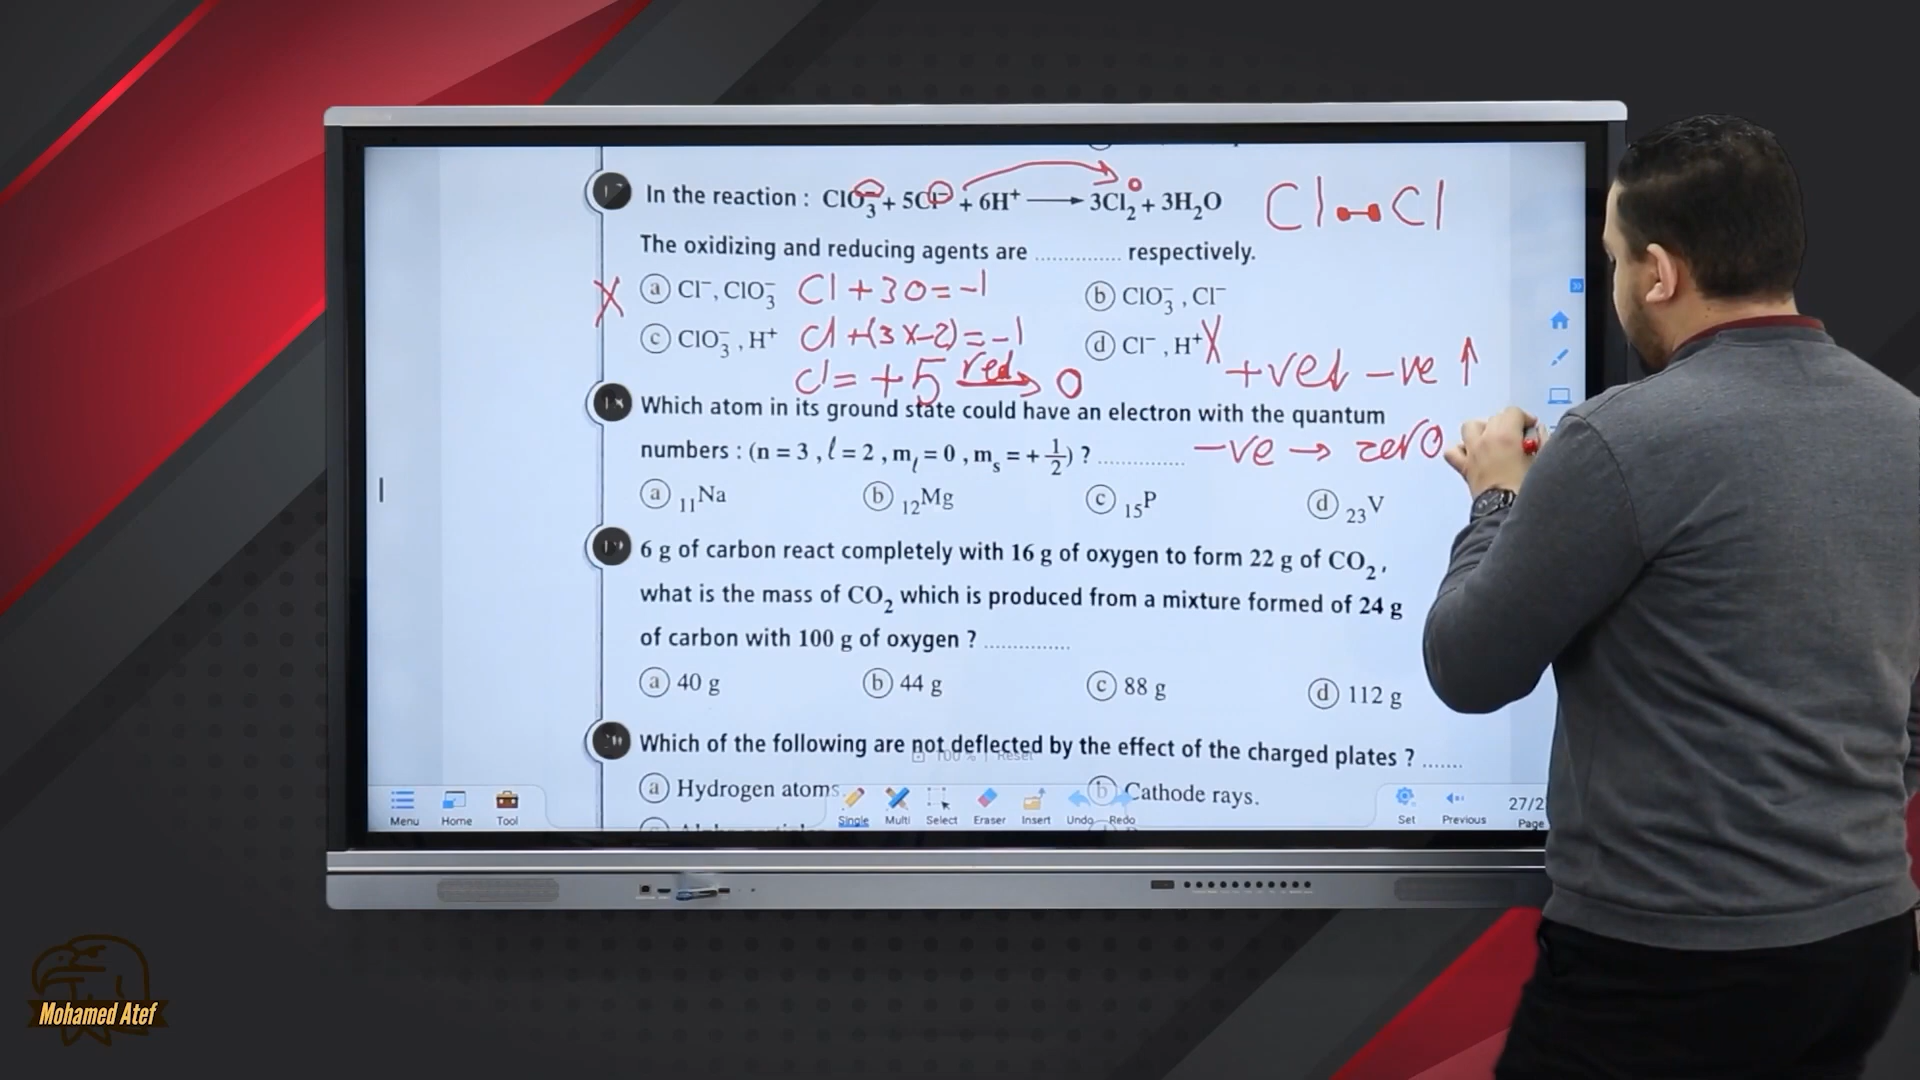 17 In the reaction : ClO₃⁻ + 5Cl⁻ + 6H⁺ ⟶ 3Cl₂ + 3H₂O
0
Cl Cl
The oxidizing and reducing agents are .............. respectively.
X a Cl⁻, ClO₃⁻ Cl + 3O = -1 b ClO₃⁻ , Cl⁻
c ClO₃⁻ , H⁺ Cl + (3 x -2) = -1 d Cl⁻ , H⁺ X
Cl = +5 red → 0
+ve↓ -ve ↑
18 Which atom in its ground state could have an electron with the quantum
numbers : (n = 3 , l = 2 , mₗ = 0 , mₛ = + 1/2) ? ..............
-ve → zero
a ₁₁Na b ₁₂Mg c ₁₅P d ₂₃V
19 6 g of carbon react completely with 16 g of oxygen to form 22 g of CO₂,
what is the mass of CO₂ which is produced from a mixture formed of 24 g
of carbon with 100 g of oxygen ? ..............
a 40 g b 44 g c 88 g d 112 g
Which of the following are not deflected by the effect of the charged plates ? .......
100 % | Reset
a Hydrogen atoms. b Cathode rays.
Menu Home Tool Single Multi Select Eraser Insert Undo Redo Set Previous 27/2 Page
Mohamed Atef